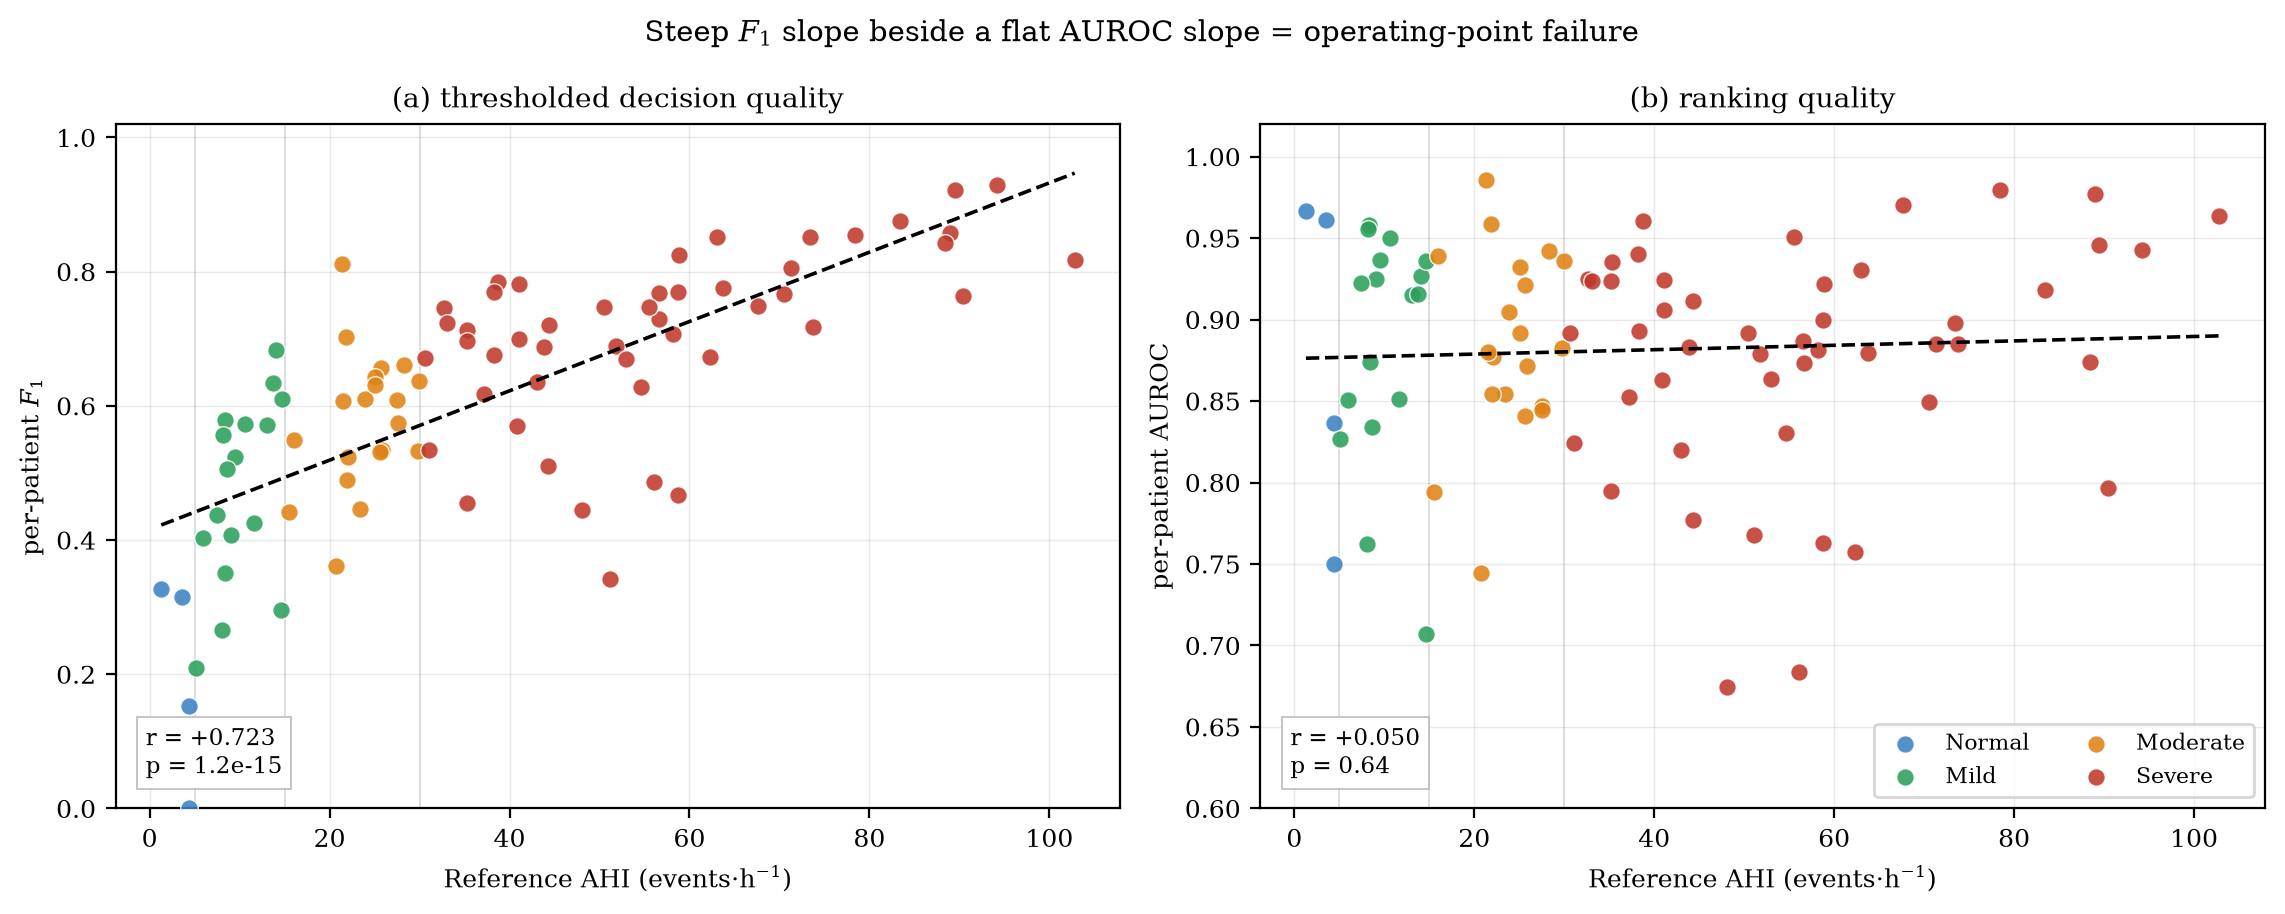 Steep F₁ slope beside a flat AUROC slope = operating-point failure
(a) thresholded decision quality
per-patient F₁
1.0
0.8
0.6
0.4
0.2
0.0
r = +0.723
p = 1.2e-15
0 20 40 60 80 100
Reference AHI (events·h⁻¹)
(b) ranking quality
per-patient AUROC
1.00
0.95
0.90
0.85
0.80
0.75
0.70
0.65
0.60
r = +0.050
p = 0.64
Normal Moderate
Mild Severe
0 20 40 60 80 100
Reference AHI (events·h⁻¹)